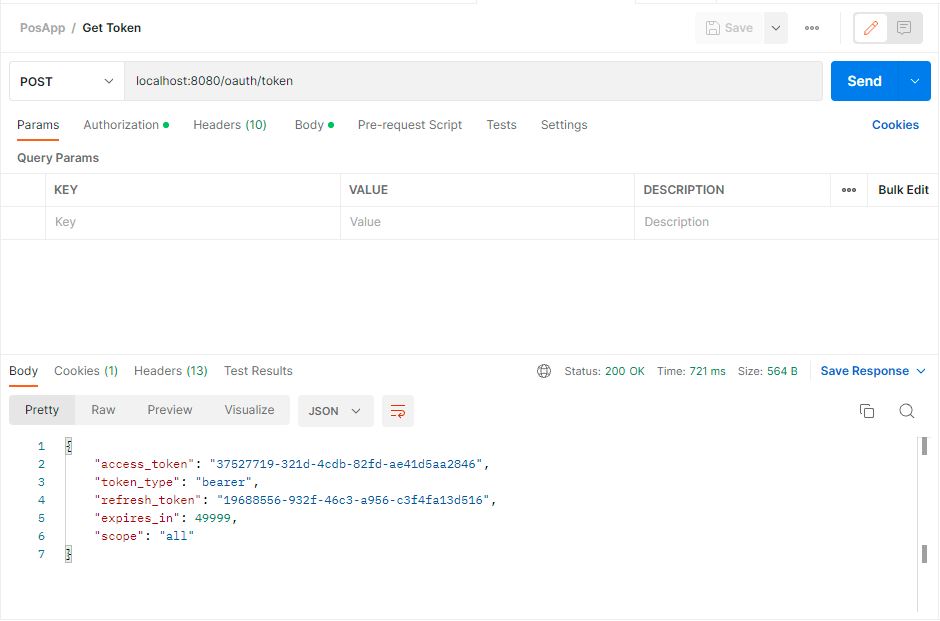 PosApp / Get Token Save
POST localhost:8080/oauth/token Send
Params Authorization Headers (10) Body Pre-request Script Tests Settings Cookies
Query Params
KEY VALUE DESCRIPTION Bulk Edit
Key Value Description
Body Cookies (1) Headers (13) Test Results Status: 200 OK Time: 721 ms Size: 564 B Save Response
Pretty Raw Preview Visualize JSON
1 {
2 "access_token": "37527719-321d-4cdb-82fd-ae41d5aa2846",
3 "token_type": "bearer",
4 "refresh_token": "19688556-932f-46c3-a956-c3f4fa13d516",
5 "expires_in": 49999,
6 "scope": "all"
7 }